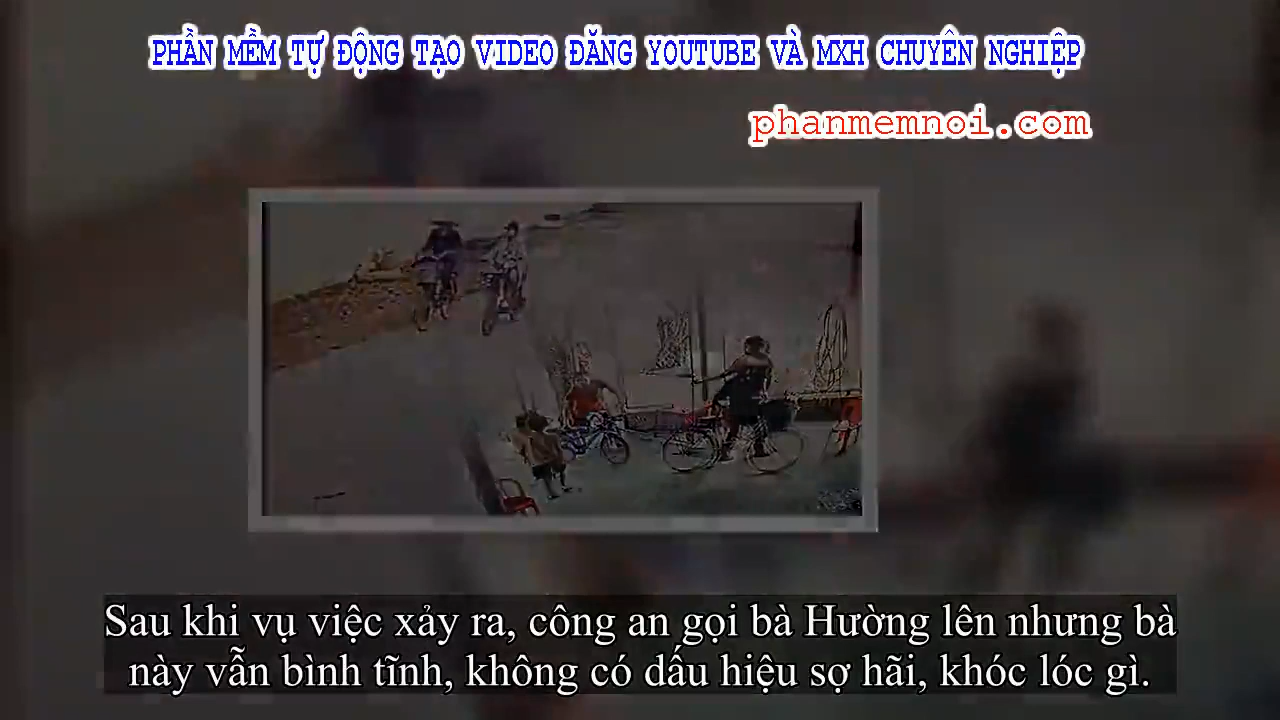 PHẦN MỀM TỰ ĐỘNG TẠO VIDEO ĐĂNG YOUTUBE VÀ MXH CHUYÊN NGHIỆP
phanmemnoi.com
Sau khi vụ việc xảy ra, công an gọi bà Hường lên nhưng bà
này vẫn bình tĩnh, không có dấu hiệu sợ hãi, khóc lóc gì.